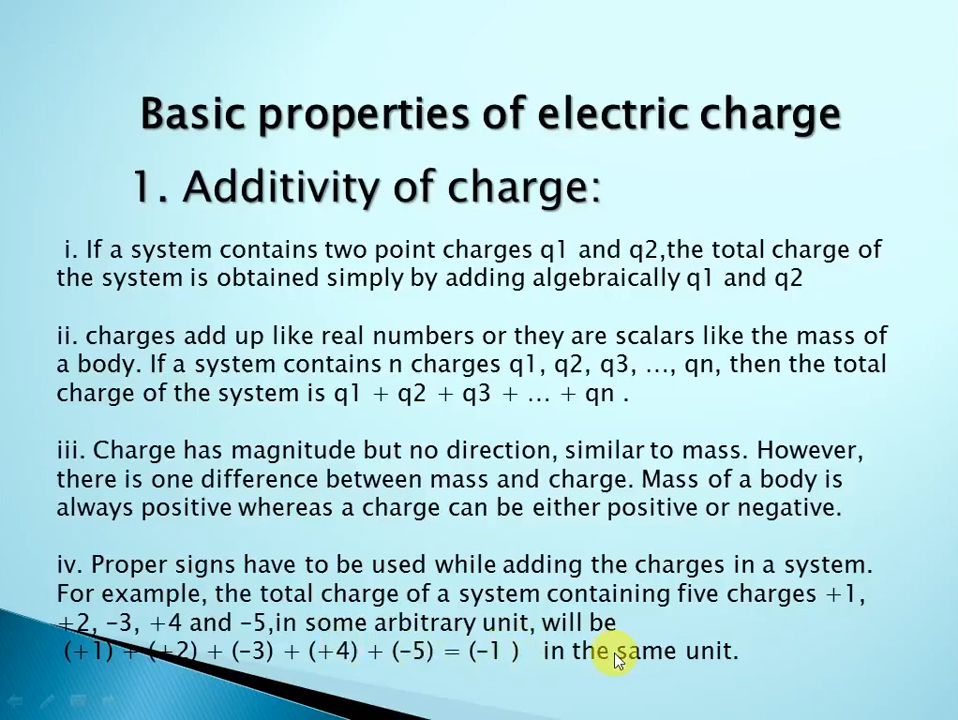 Basic properties of electric charge
1. Additivity of charge:
i. If a system contains two point charges q1 and q2,the total charge of
the system is obtained simply by adding algebraically q1 and q2
ii. charges add up like real numbers or they are scalars like the mass of
a body. If a system contains n charges q1, q2, q3, …, qn, then the total
charge of the system is q1 + q2 + q3 + … + qn .
iii. Charge has magnitude but no direction, similar to mass. However,
there is one difference between mass and charge. Mass of a body is
always positive whereas a charge can be either positive or negative.
iv. Proper signs have to be used while adding the charges in a system.
For example, the total charge of a system containing five charges +1,
+2, –3, +4 and –5,in some arbitrary unit, will be
(+1) + (+2) + (–3) + (+4) + (–5) = (–1 ) in the same unit.